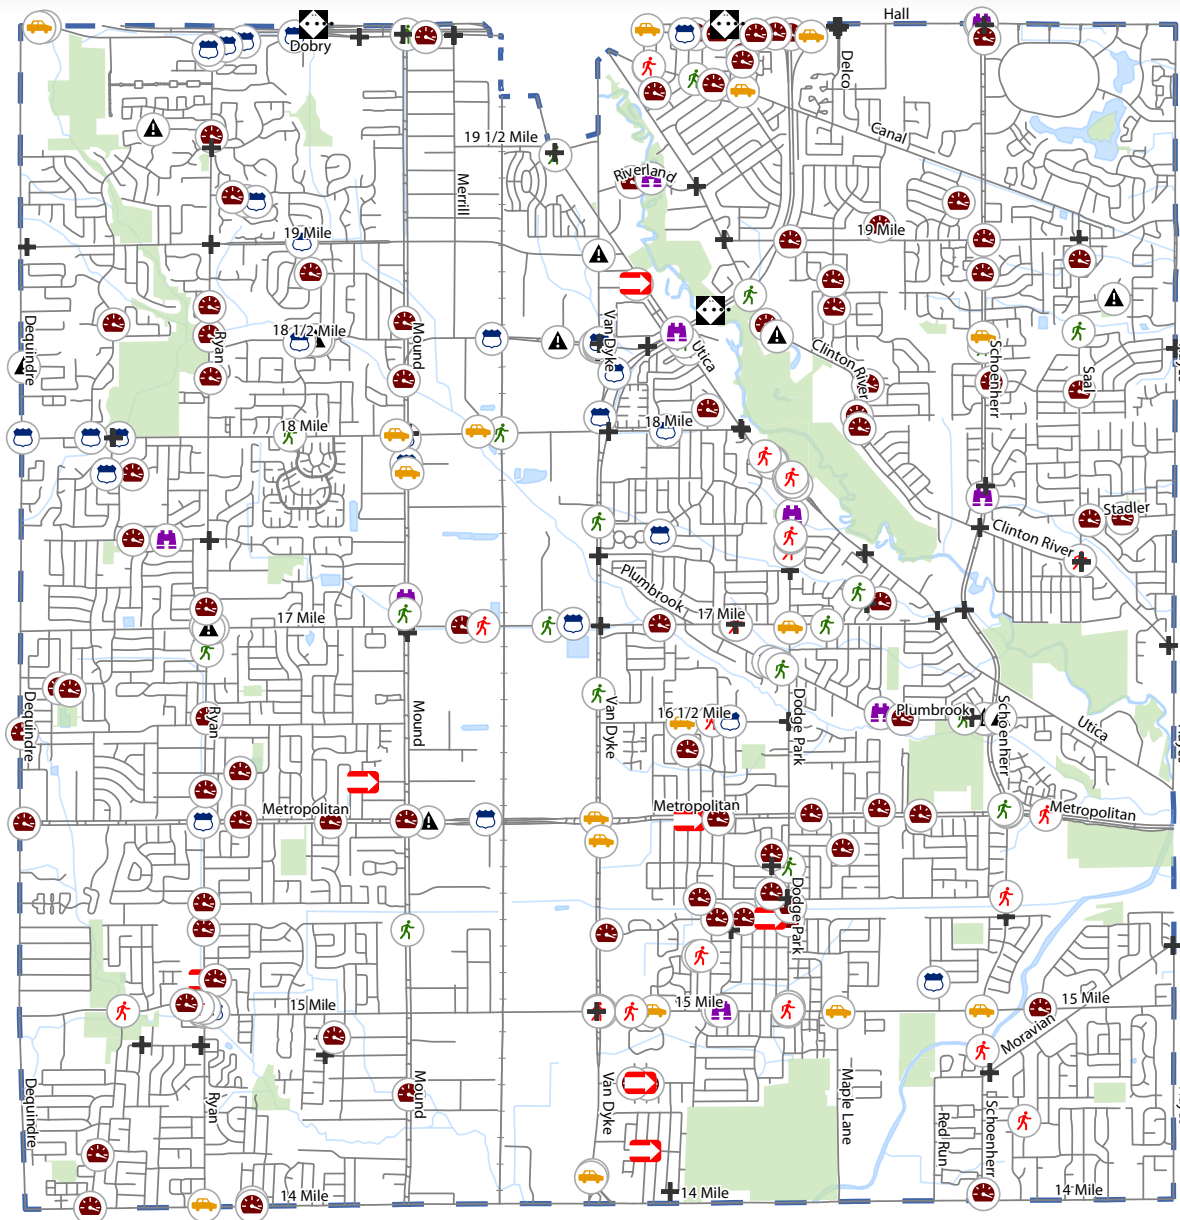 Hall
Dobry
Delco
Canal
19 1/2 Mile
Riverland
Merrill
19 Mile
19 Mile
Dequindre
Ryan
18 1/2 Mile
Mound
Van Dyke
Utica
Clinton River
Schoenherr
Saal
18 Mile
18 Mile
Stadler
Clinton River
Plumbrook
17 Mile
17 Mile
Dequindre
Ryan
Mound
Van Dyke
16 1/2 Mile
Dodge Park
Plumbrook
Schoenherr
Utica
Metropolitan
Metropolitan
Metropolitan
Dodge Park
15 Mile
15 Mile
15 Mile
Moravian
Dequindre
Ryan
Mound
Van Dyke
Maple Lane
Red Run
Schoenherr
14 Mile
14 Mile
14 Mile